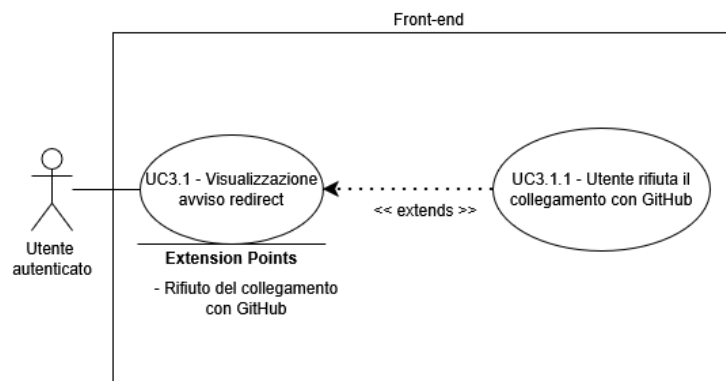 Front-end
UC3.1 - Visualizzazione
avviso redirect
UC3.1.1 - Utente rifiuta il
collegamento con GitHub
<< extends >>
Utente
autenticato
Extension Points
- Rifiuto del collegamento
con GitHub